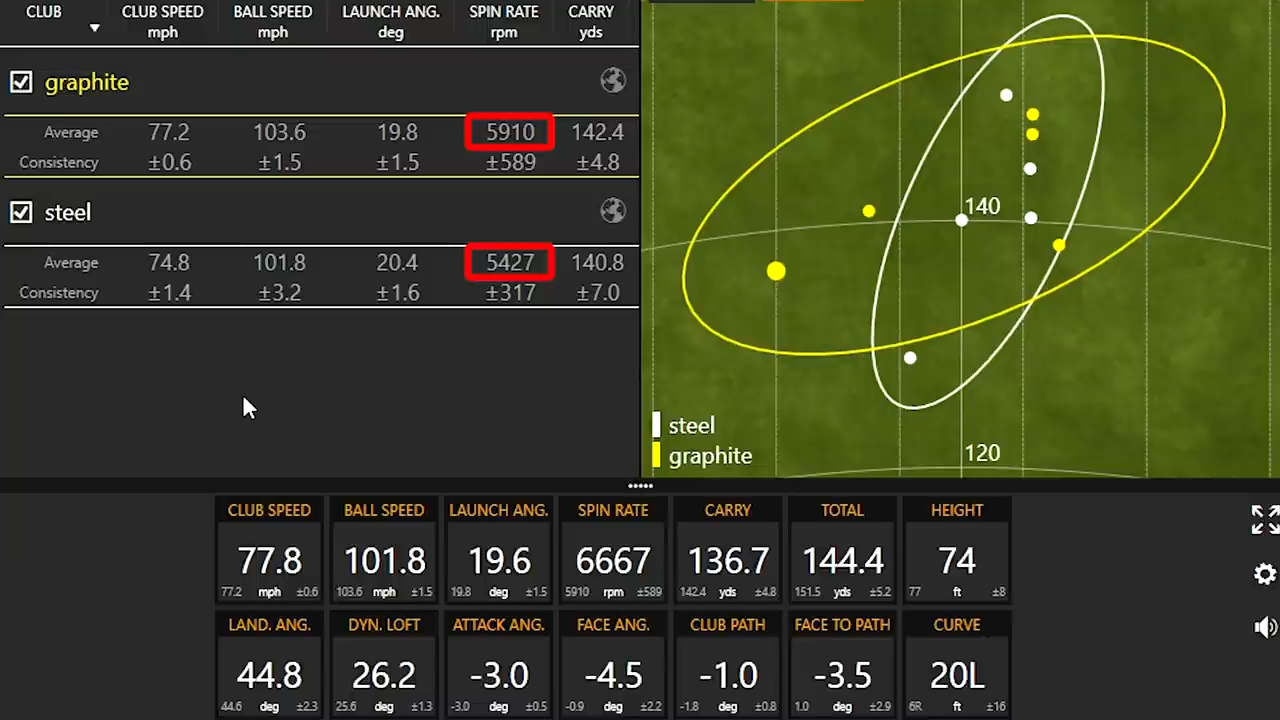 CLUB CLUB SPEED BALL SPEED LAUNCH ANG. SPIN RATE CARRY
mph mph deg rpm yds
graphite
Average 77.2 103.6 19.8 5910 142.4
Consistency ±0.6 ±1.5 ±1.5 ±589 ±4.8
steel
Average 74.8 101.8 20.4 5427 140.8
Consistency ±1.4 ±3.2 ±1.6 ±317 ±7.0
140
steel
graphite
120
CLUB SPEED BALL SPEED LAUNCH ANG. SPIN RATE CARRY TOTAL HEIGHT
77.8 101.8 19.6 6667 136.7 144.4 74
77.2 mph ±0.6 103.6 mph ±1.5 19.8 deg ±1.5 5910 rpm ±589 142.4 yds ±4.8 151.5 yds ±5.2 77 ft ±8
LAND. ANG. DYN. LOFT ATTACK ANG. FACE ANG. CLUB PATH FACE TO PATH CURVE
44.8 26.2 -3.0 -4.5 -1.0 -3.5 20L
44.6 deg ±2.3 25.6 deg ±1.3 -3.0 deg ±0.5 -0.9 deg ±2.2 -1.8 deg ±0.8 1.0 deg ±2.9 6R ft ±16